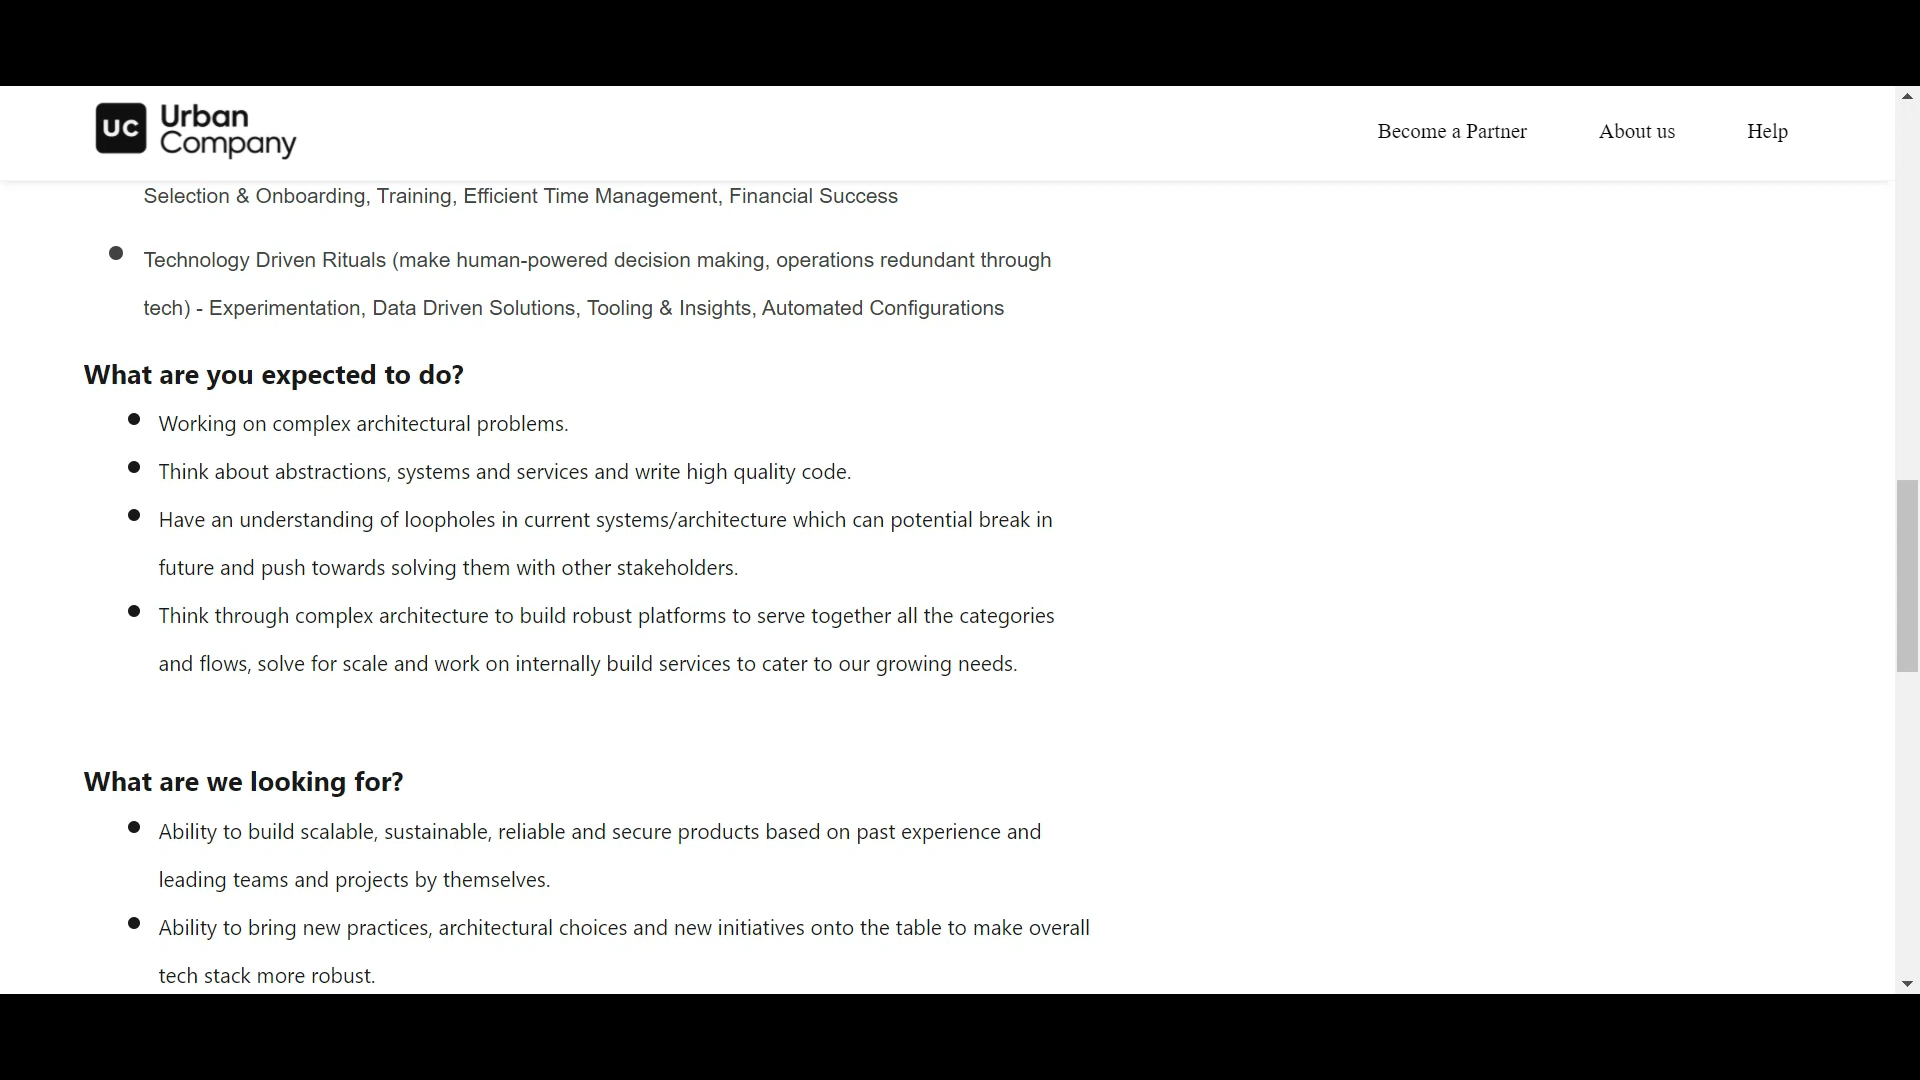 UC Urban Company
Become a Partner About us Help
Selection & Onboarding, Training, Efficient Time Management, Financial Success
Technology Driven Rituals (make human-powered decision making, operations redundant through
tech) - Experimentation, Data Driven Solutions, Tooling & Insights, Automated Configurations
What are you expected to do?
Working on complex architectural problems.
Think about abstractions, systems and services and write high quality code.
Have an understanding of loopholes in current systems/architecture which can potential break in
future and push towards solving them with other stakeholders.
Think through complex architecture to build robust platforms to serve together all the categories
and flows, solve for scale and work on internally build services to cater to our growing needs.
What are we looking for?
Ability to build scalable, sustainable, reliable and secure products based on past experience and
leading teams and projects by themselves.
Ability to bring new practices, architectural choices and new initiatives onto the table to make overall
tech stack more robust.